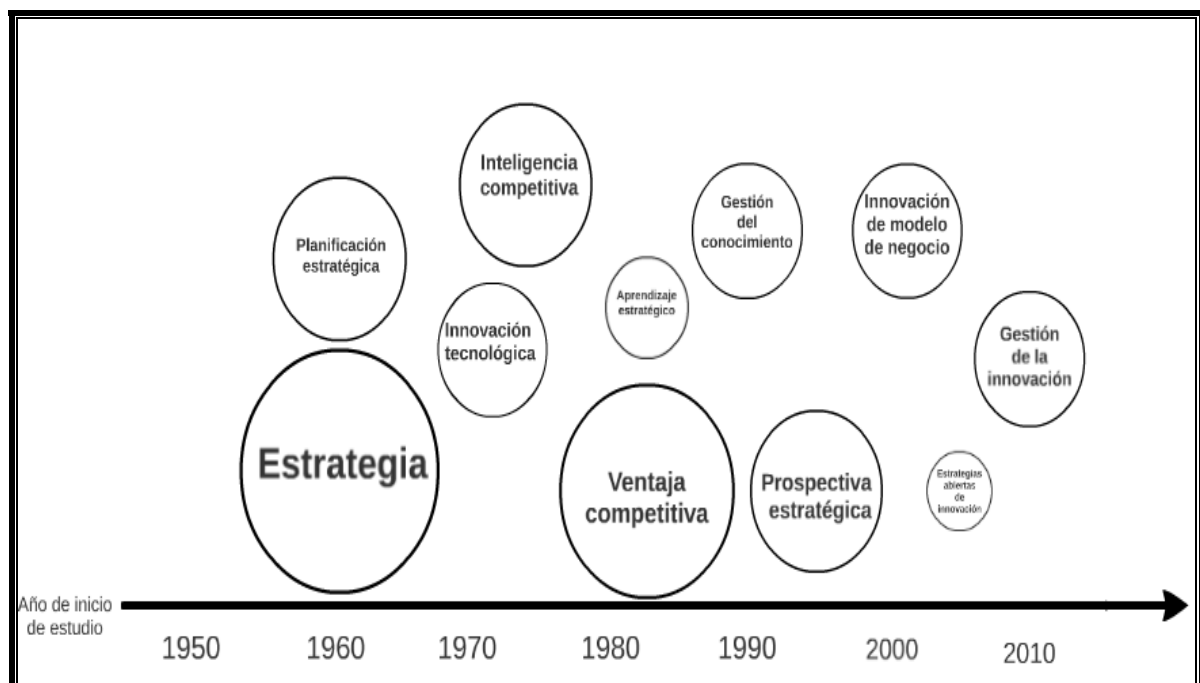 Inteligencia
competitiva
Planificación
estratégica
Gestión
del
conocimiento
Innovación
de modelo
de negocio
Aprendizaje
estratégico
Innovación
tecnológica
Gestión
de la
innovación
Estrategia
Ventaja
competitiva
Prospectiva
estratégica
Estrategias
abiertas
de
innovación
Año de inicio
de estudio
1950 1960 1970 1980 1990 2000 2010